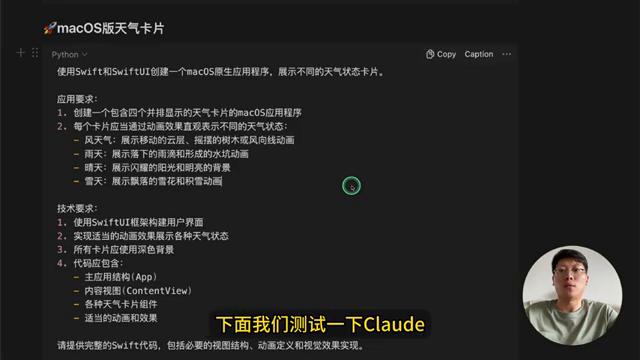 🚀macOS版天气卡片
Python
Copy Caption ...
使用Swift和SwiftUI创建一个macOS原生应用程序，展示不同的天气状态卡片。
应用要求：
1. 创建一个包含四个并排显示的天气卡片的macOS应用程序
2. 每个卡片应当通过动画效果直观表示不同的天气状态：
- 风天气：展示移动的云层、摇摆的树木或风向线动画
- 雨天：展示落下的雨滴和形成的水坑动画
- 晴天：展示闪耀的阳光和明亮的背景
- 雪天：展示飘落的雪花和积雪动画
技术要求：
1. 使用SwiftUI框架构建用户界面
2. 实现适当的动画效果展示各种天气状态
3. 所有卡片应使用深色背景
4. 代码应包含：
- 主应用结构(App)
- 内容视图(ContentView)
- 各种天气卡片组件
- 适当的动画和效果
下面我们测试一下Claude
请提供完整的Swift代码，包括必要的视图结构、动画定义和视觉效果实现。